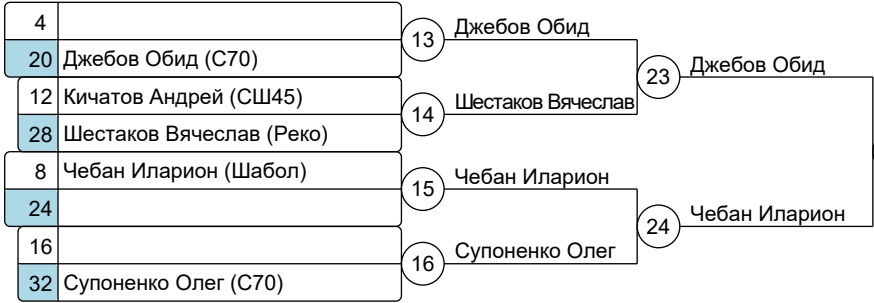 4
20 Джебов Обид (С70)
12 Кичатов Андрей (СШ45)
28 Шестаков Вячеслав (Реко)
8 Чебан Иларион (Шабол)
24
16
32 Супоненко Олег (С70)
13 Джебов Обид
14 Шестаков Вячеслав
15 Чебан Иларион
16 Супоненко Олег
23 Джебов Обид
24 Чебан Иларион